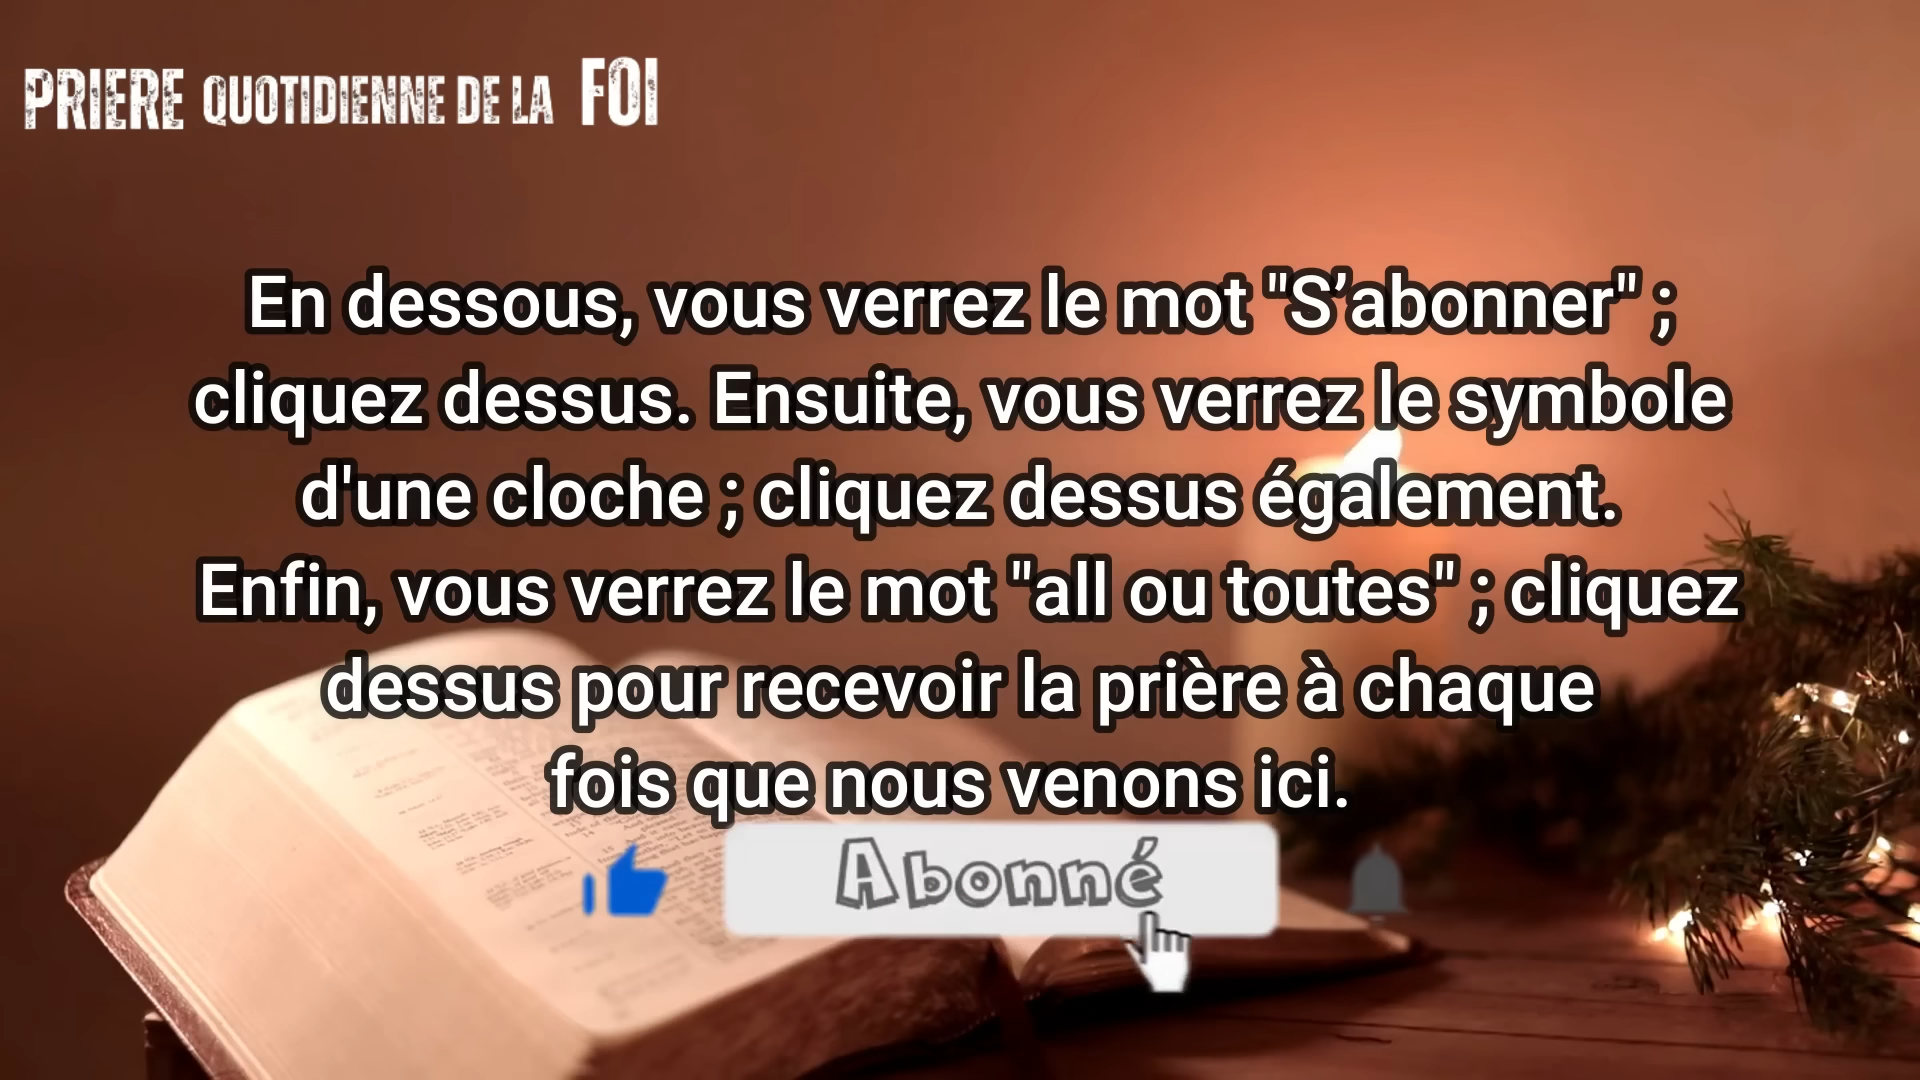 PRIERE QUOTIDIENNE DE LA FOI
En dessous, vous verrez le mot "S’abonner" ;
cliquez dessus. Ensuite, vous verrez le symbole
d'une cloche ; cliquez dessus également.
Enfin, vous verrez le mot "all ou toutes" ; cliquez
dessus pour recevoir la prière à chaque
fois que nous venons ici.
Abonné